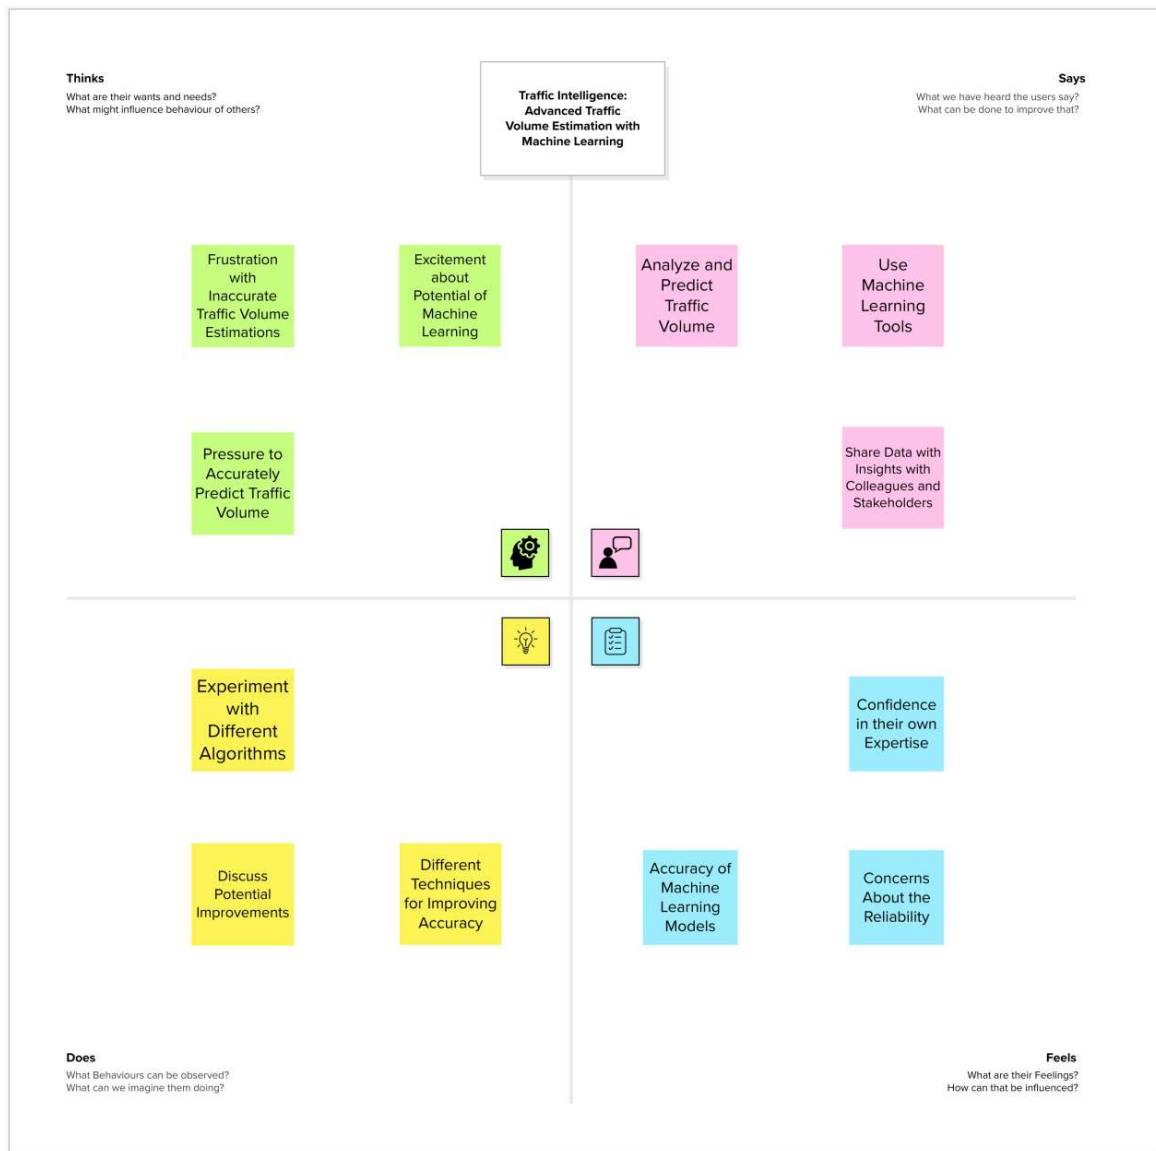 Thinks
What are their wants and needs?
What might influence behaviour of others?
Traffic Intelligence:
Advanced Traffic
Volume Estimation with
Machine Learning
Says
What we have heard the users say?
What can be done to improve that?
Frustration
with
Inaccurate
Traffic Volume
Estimations
Excitement
about
Potential of
Machine
Learning
Analyze and
Predict
Traffic
Volume
Use
Machine
Learning
Tools
Pressure to
Accurately
Predict Traffic
Volume
Share Data with
Insights with
Colleagues and
Stakeholders
Experiment
with
Different
Algorithms
Confidence
in their own
Expertise
Discuss
Potential
Improvements
Different
Techniques
for Improving
Accuracy
Accuracy of
Machine
Learning
Models
Concerns
About the
Reliability
Does
What Behaviours can be observed?
What can we imagine them doing?
Feels
What are their Feelings?
How can that be influenced?